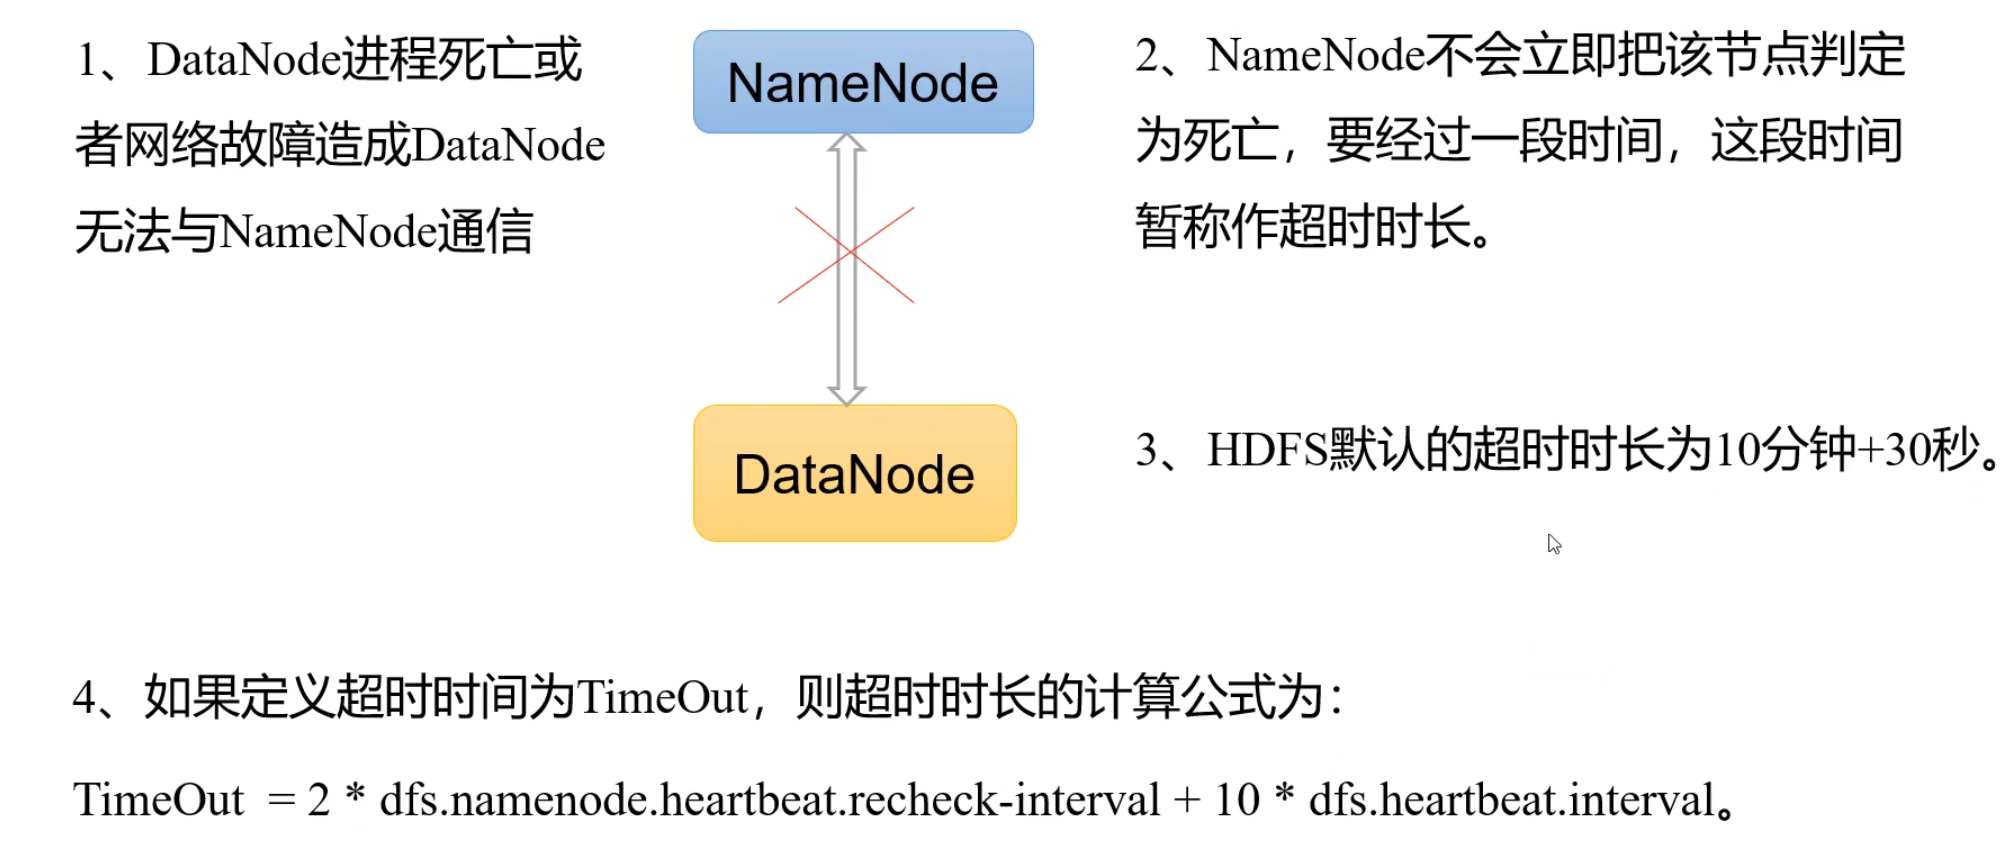 1、DataNode进程死亡或
者网络故障造成DataNode
无法与NameNode通信
NameNode
DataNode
2、NameNode不会立即把该节点判定
为死亡，要经过一段时间，这段时间
暂称作超时时长。
3、HDFS默认的超时时长为10分钟+30秒。
4、如果定义超时时间为TimeOut，则超时时长的计算公式为：
TimeOut  = 2 * dfs.namenode.heartbeat.recheck-interval + 10 * dfs.heartbeat.interval。